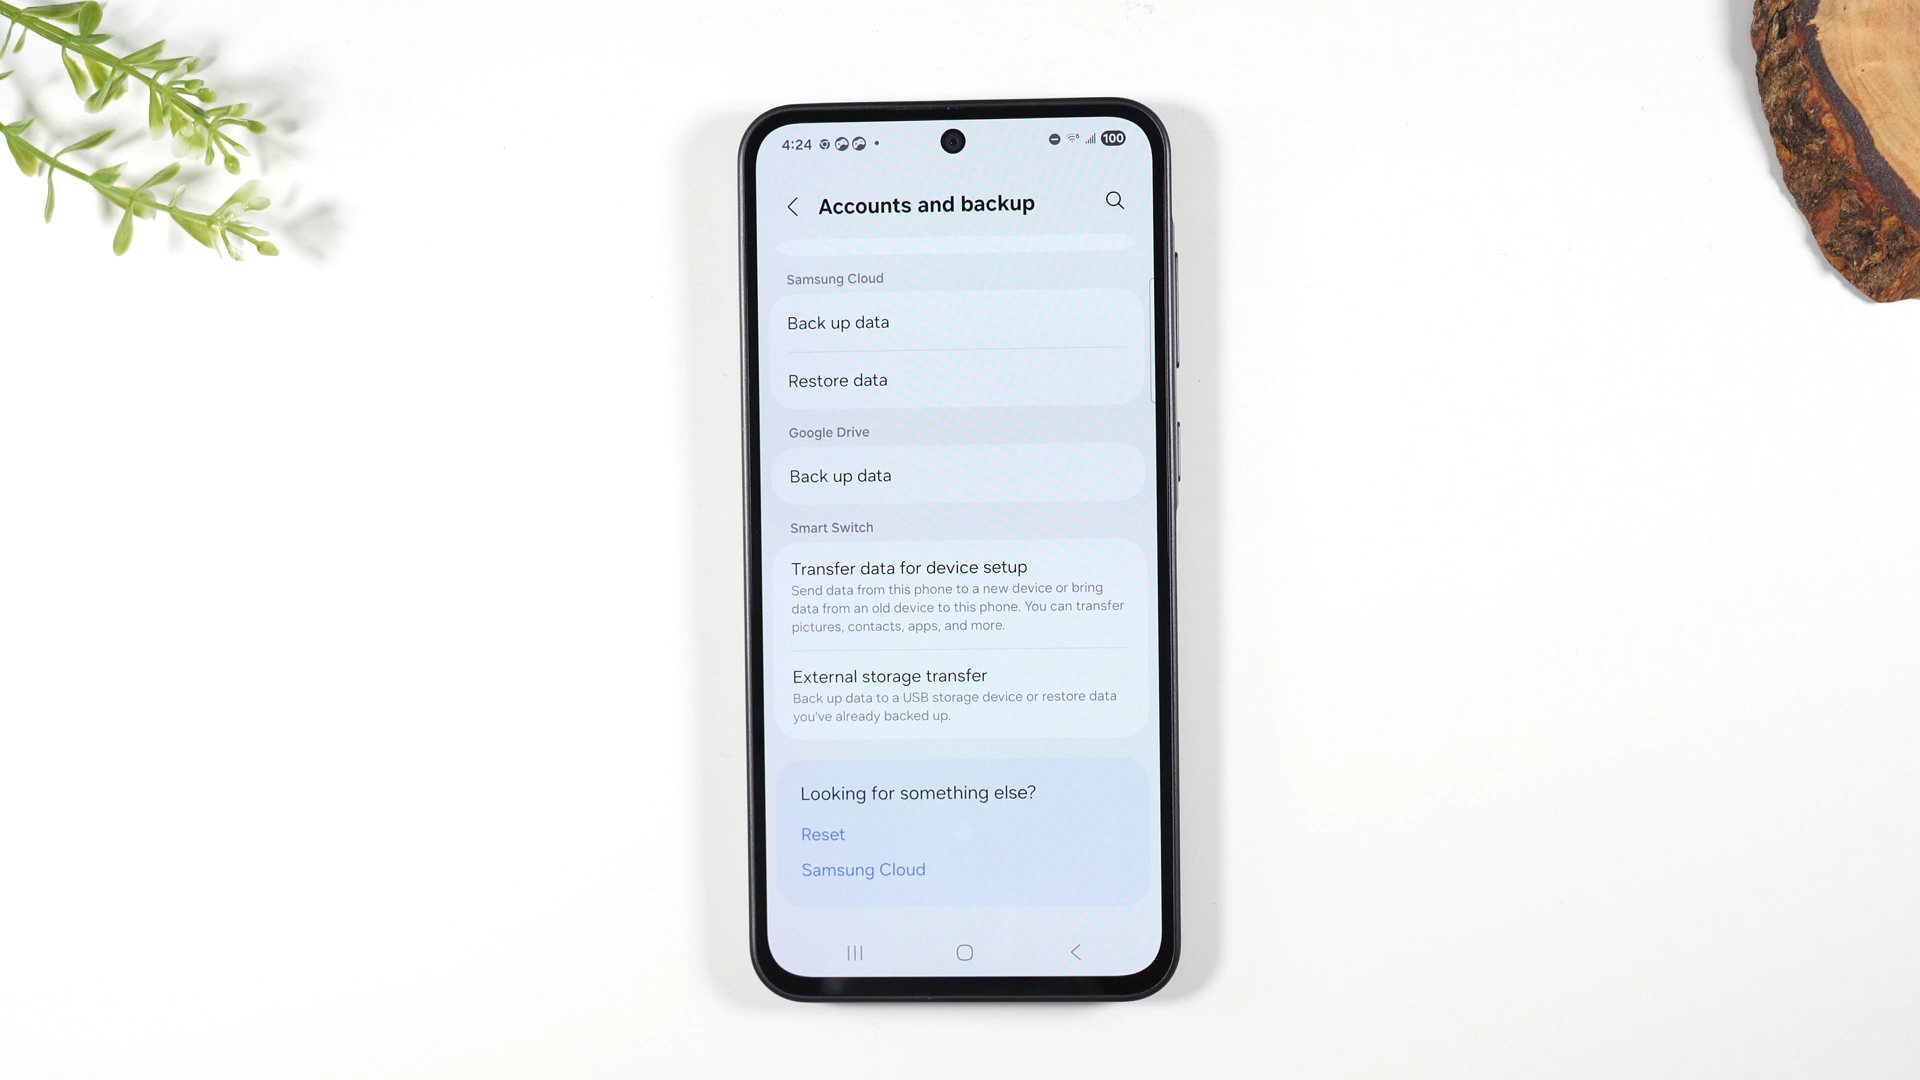 4:24
100
Accounts and backup
Samsung Cloud
Back up data
Restore data
Google Drive
Back up data
Smart Switch
Transfer data for device setup
Send data from this phone to a new device or bring
data from an old device to this phone. You can transfer
pictures, contacts, apps, and more.
External storage transfer
Back up data to a USB storage device or restore data
you've already backed up.
Looking for something else?
Reset
Samsung Cloud